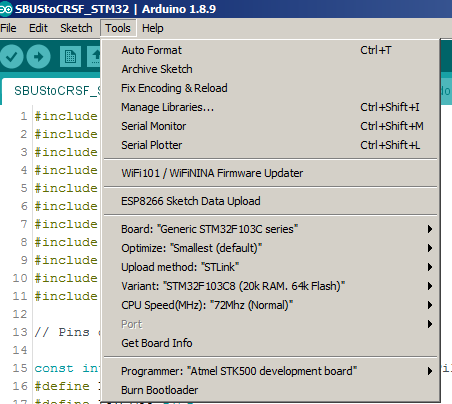 SBUStoCRSF_STM32 | Arduino 1.8.9
File Edit Sketch Tools Help
Auto Format Ctrl+T
Archive Sketch
Fix Encoding & Reload
Manage Libraries... Ctrl+Shift+I
Serial Monitor Ctrl+Shift+M
Serial Plotter Ctrl+Shift+L
WiFi101 / WiFiNINA Firmware Updater
ESP8266 Sketch Data Upload
Board: "Generic STM32F103C series"
Optimize: "Smallest (default)"
Upload method: "STLink"
Variant: "STM32F103C8 (20k RAM. 64k Flash)"
CPU Speed(MHz): "72Mhz (Normal)"
Port
Get Board Info
Programmer: "Atmel STK500 development board"
Burn Bootloader
SBUStoCRSF_S
1 #include
2 #include
3 #include
4 #include
5 #include
6 #include
7 #include
8 #include
9 #include
10 #include
11 #include
12
13 // Pins
14
15 const int
16 #define
17